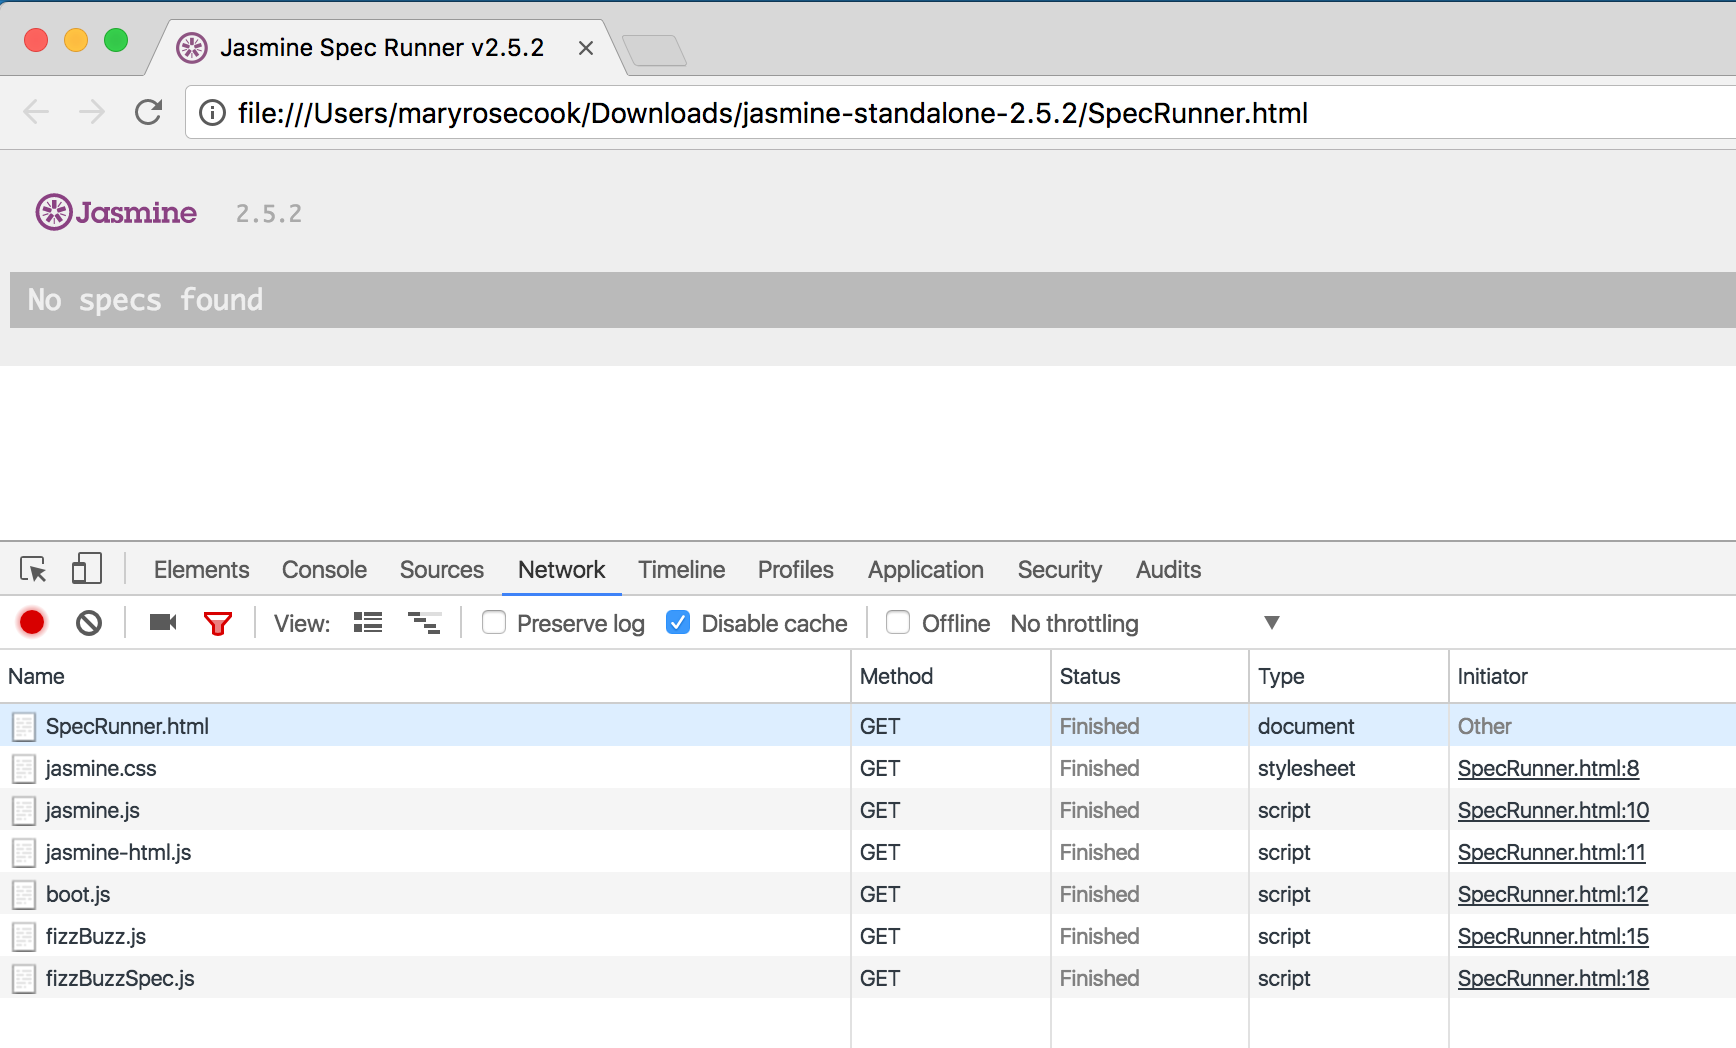 Jasmine Spec Runner v2.5.2
file:///Users/maryrosecook/Downloads/jasmine-standalone-2.5.2/SpecRunner.html
Jasmine 2.5.2
No specs found
Elements Console Sources Network Timeline Profiles Application Security Audits
View: Preserve log Disable cache Offline No throttling
Name Method Status Type Initiator
SpecRunner.html GET Finished document Other
jasmine.css GET Finished stylesheet SpecRunner.html:8
jasmine.js GET Finished script SpecRunner.html:10
jasmine-html.js GET Finished script SpecRunner.html:11
boot.js GET Finished script SpecRunner.html:12
fizzBuzz.js GET Finished script SpecRunner.html:15
fizzBuzzSpec.js GET Finished script SpecRunner.html:18